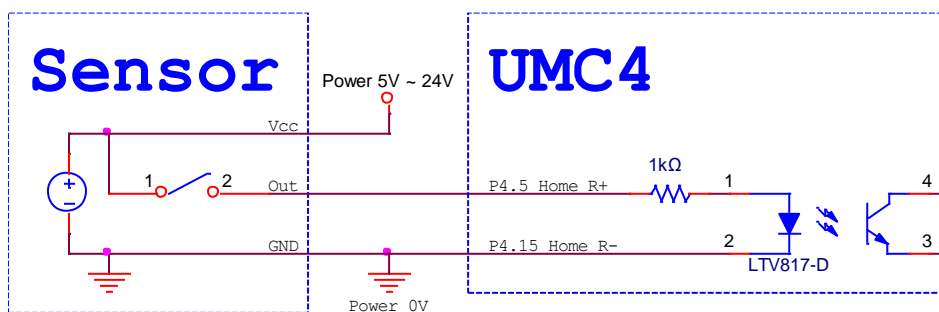 Sensor
UMC4
Power 5V ~ 24V
Vcc
1kΩ
1
2
Out
P4.5 Home R+
1
4
+
−
GND
P4.15 Home R-
2
3
LTV817-D
Power 0V